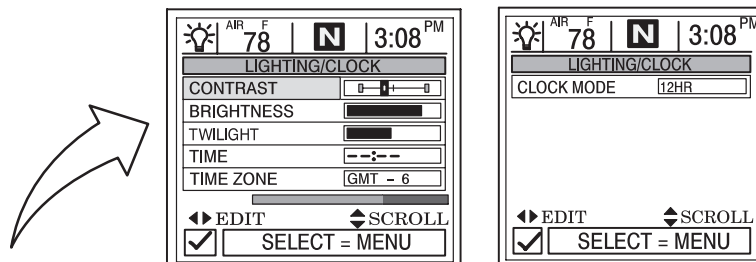 AIR F
78 N 3:08 PM
LIGHTING/CLOCK
CONTRAST
BRIGHTNESS
TWILIGHT
TIME --:--
TIME ZONE GMT - 6
EDIT SCROLL
SELECT = MENU
AIR F
78 N 3:08 PM
LIGHTING/CLOCK
CLOCK MODE 12HR
EDIT SCROLL
SELECT = MENU